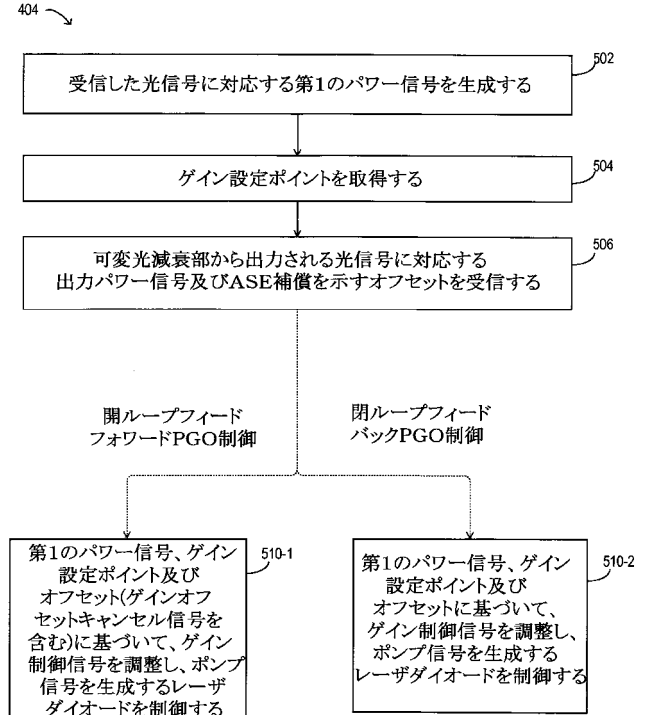 404
502
受信した光信号に対応する第1のパワー信号を生成する
504
ゲイン設定ポイントを取得する
506
可変光減衰部から出力される光信号に対応する
出力パワー信号及びASE補償を示すオフセットを受信する
開ループフィード
フォワードPGO制御
閉ループフィード
バックPGO制御
510-1
第1のパワー信号、ゲイン
設定ポイント及び
オフセット(ゲインオフ
セットキャンセル信号を
含む)に基づいて、ゲイン
制御信号を調整し、ポンプ
信号を生成するレーザ
ダイオードを制御する
510-2
第1のパワー信号、ゲイン
設定ポイント及び
オフセットに基づいて、
ゲイン制御信号を調整し、
ポンプ信号を生成する
レーザダイオードを制御する